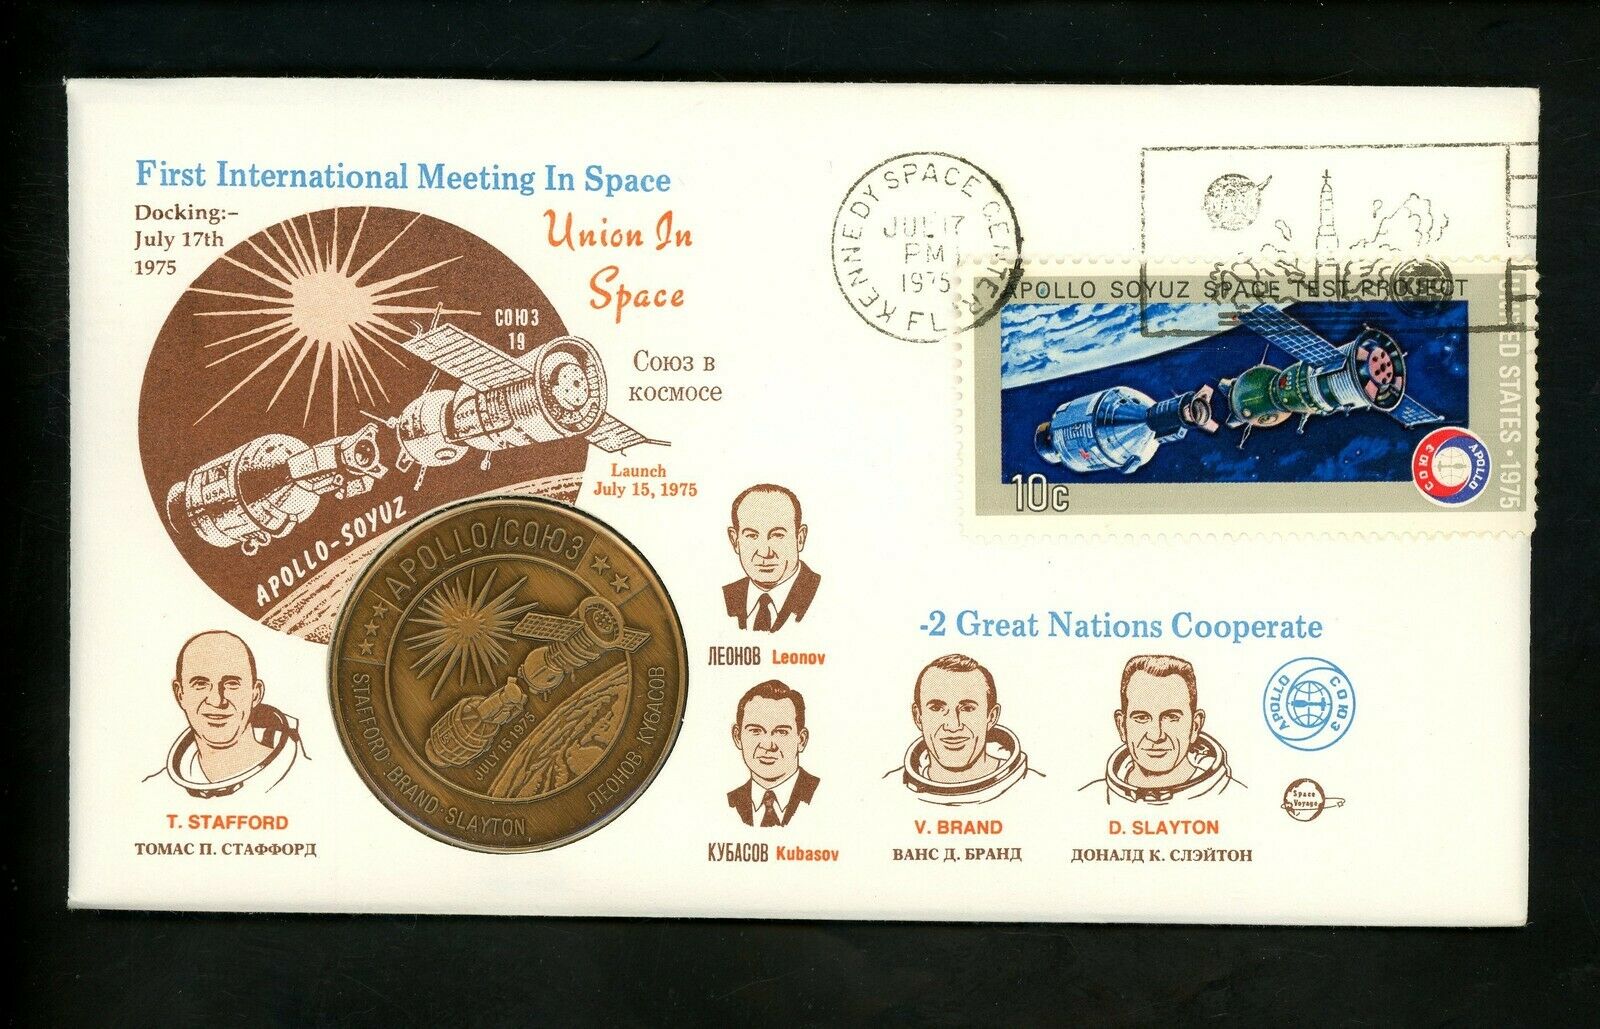 First International Meeting In Space
Docking:-
July 17th
1975
Union In
Space
СОЮЗ
19
Союз в
космосе
Launch
July 15, 1975
APOLLO-SOYUZ
APOLLO/СОЮЗ
STAFFORD·BRAND·SLAYTON
ЛЕОНОВ·КУБАСОВ
JULY 15 1975
KENNEDY SPACE CENTER, FL
JUL 17
PM
1975
APOLLO SOYUZ SPACE TEST PROJECT
UNITED STATES · 1975
10c
СОЮЗ
APOLLO
ЛЕОНОВ Leonov
КУБАСОВ Kubasov
-2 Great Nations Cooperate
T. STAFFORD
ТОМАС П. СТАФФОРД
V. BRAND
ВАНС Д. БРАНД
D. SLAYTON
ДОНАЛД К. СЛЭЙТОН
APOLLO
СОЮЗ
Space
Voyage